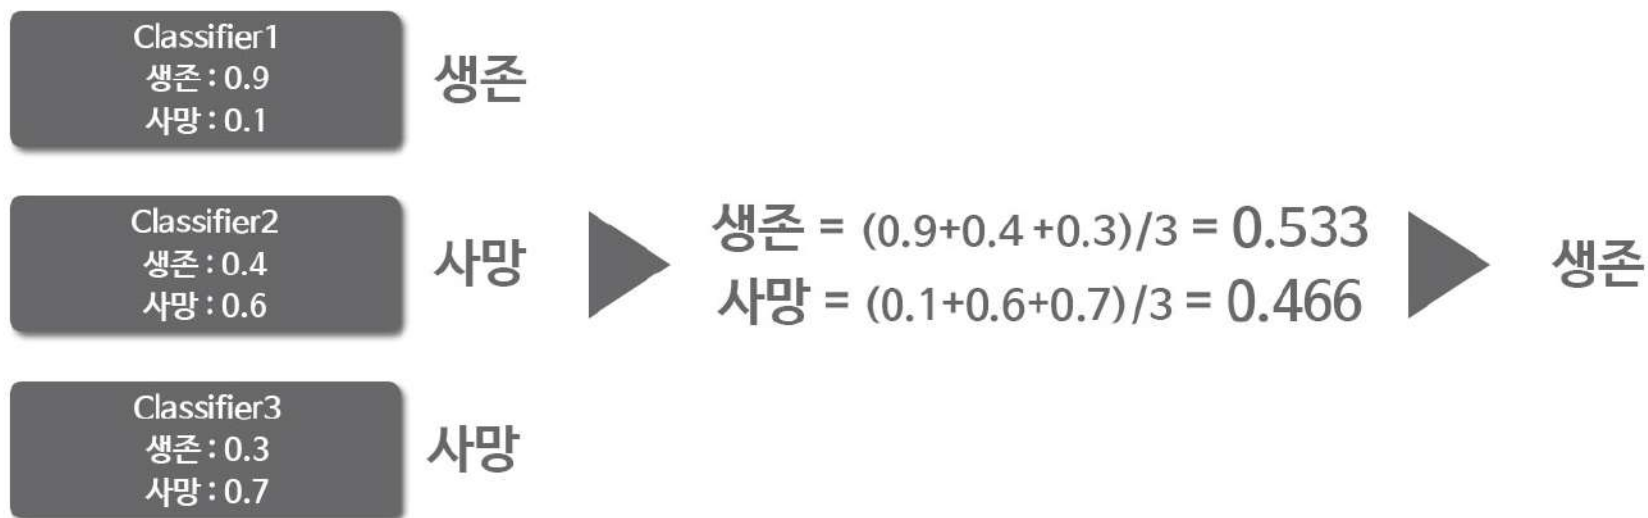 Classifier1
생존 : 0.9
사망 : 0.1
생존
Classifier2
생존 : 0.4
사망 : 0.6
사망
Classifier3
생존 : 0.3
사망 : 0.7
사망
생존 = (0.9+0.4 +0.3)/3 = 0.533
사망 = (0.1+0.6+0.7)/3 = 0.466
생존